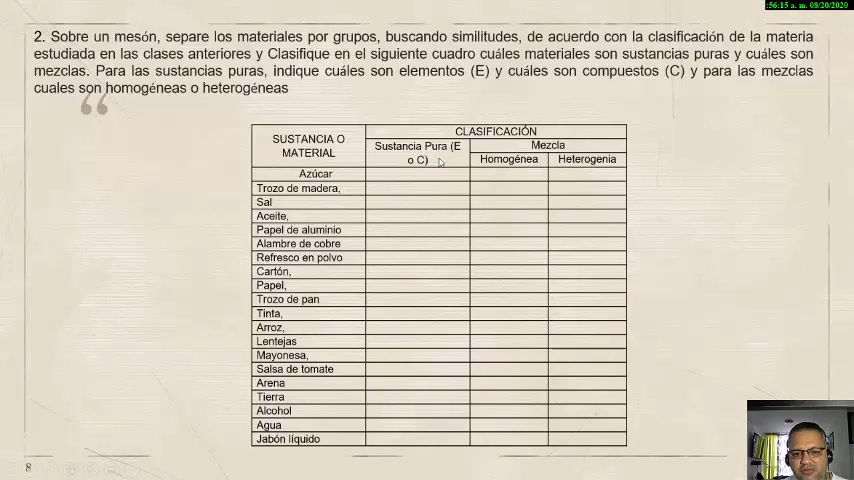 :56:15 a. m. 08/20/2020
2. Sobre un mesón, separe los materiales por grupos, buscando similitudes, de acuerdo con la clasificación de la materia
estudiada en las clases anteriores y Clasifique en el siguiente cuadro cuáles materiales son sustancias puras y cuáles son
mezclas. Para las sustancias puras, indique cuáles son elementos (E) y cuáles son compuestos (C) y para las mezclas
cuales son homogéneas o heterogéneas
“
SUSTANCIA O
MATERIAL
CLASIFICACIÓN
Sustancia Pura (E
o C)
Mezcla
Homogénea
Heterogenia
Azúcar
Trozo de madera,
Sal
Aceite,
Papel de aluminio
Alambre de cobre
Refresco en polvo
Cartón,
Papel,
Trozo de pan
Tinta,
Arroz,
Lentejas
Mayonesa,
Salsa de tomate
Arena
Tierra
Alcohol
Agua
Jabón líquido
8